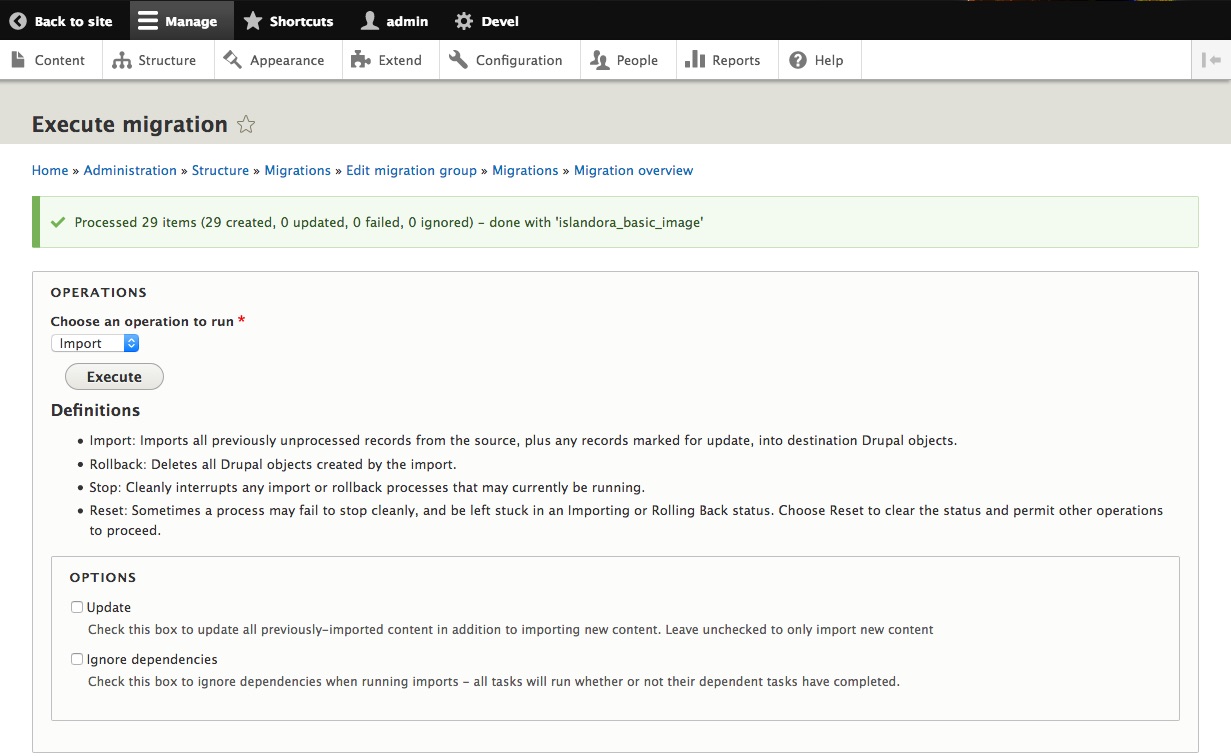 Back to site Manage Shortcuts admin Devel
Content Structure Appearance Extend Configuration People Reports Help
Execute migration
Home » Administration » Structure » Migrations » Edit migration group » Migrations » Migration overview
Processed 29 items (29 created, 0 updated, 0 failed, 0 ignored) – done with 'islandora_basic_image'
OPERATIONS
Choose an operation to run *
Import
Execute
Definitions
• Import: Imports all previously unprocessed records from the source, plus any records marked for update, into destination Drupal objects.
• Rollback: Deletes all Drupal objects created by the import.
• Stop: Cleanly interrupts any import or rollback processes that may currently be running.
• Reset: Sometimes a process may fail to stop cleanly, and be left stuck in an Importing or Rolling Back status. Choose Reset to clear the status and permit other operations
to proceed.
OPTIONS
Update
Check this box to update all previously-imported content in addition to importing new content. Leave unchecked to only import new content
Ignore dependencies
Check this box to ignore dependencies when running imports – all tasks will run whether or not their dependent tasks have completed.